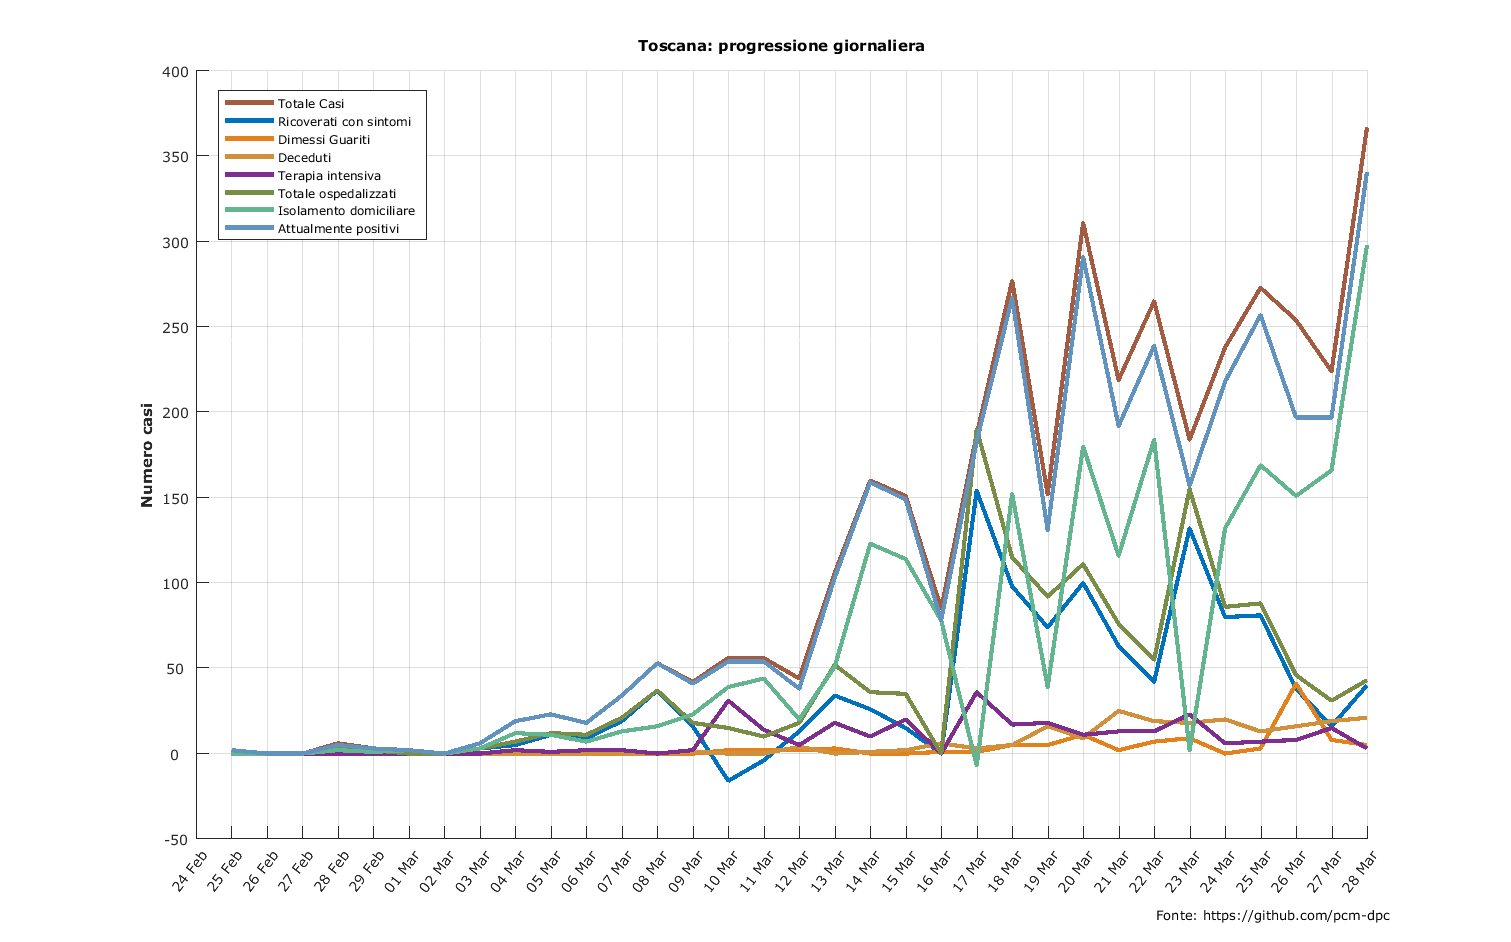 Toscana: progressione giornaliera
400
350
300
250
200
150
100
50
0
-50
Numero casi
Totale Casi
Ricoverati con sintomi
Dimessi Guariti
Deceduti
Terapia intensiva
Totale ospedalizzati
Isolamento domiciliare
Attualmente positivi
24 Feb
25 Feb
26 Feb
27 Feb
28 Feb
29 Feb
01 Mar
02 Mar
03 Mar
04 Mar
05 Mar
06 Mar
07 Mar
08 Mar
09 Mar
10 Mar
11 Mar
12 Mar
13 Mar
14 Mar
15 Mar
16 Mar
17 Mar
18 Mar
19 Mar
20 Mar
21 Mar
22 Mar
23 Mar
24 Mar
25 Mar
26 Mar
27 Mar
28 Mar
Fonte: https://github.com/pcm-dpc